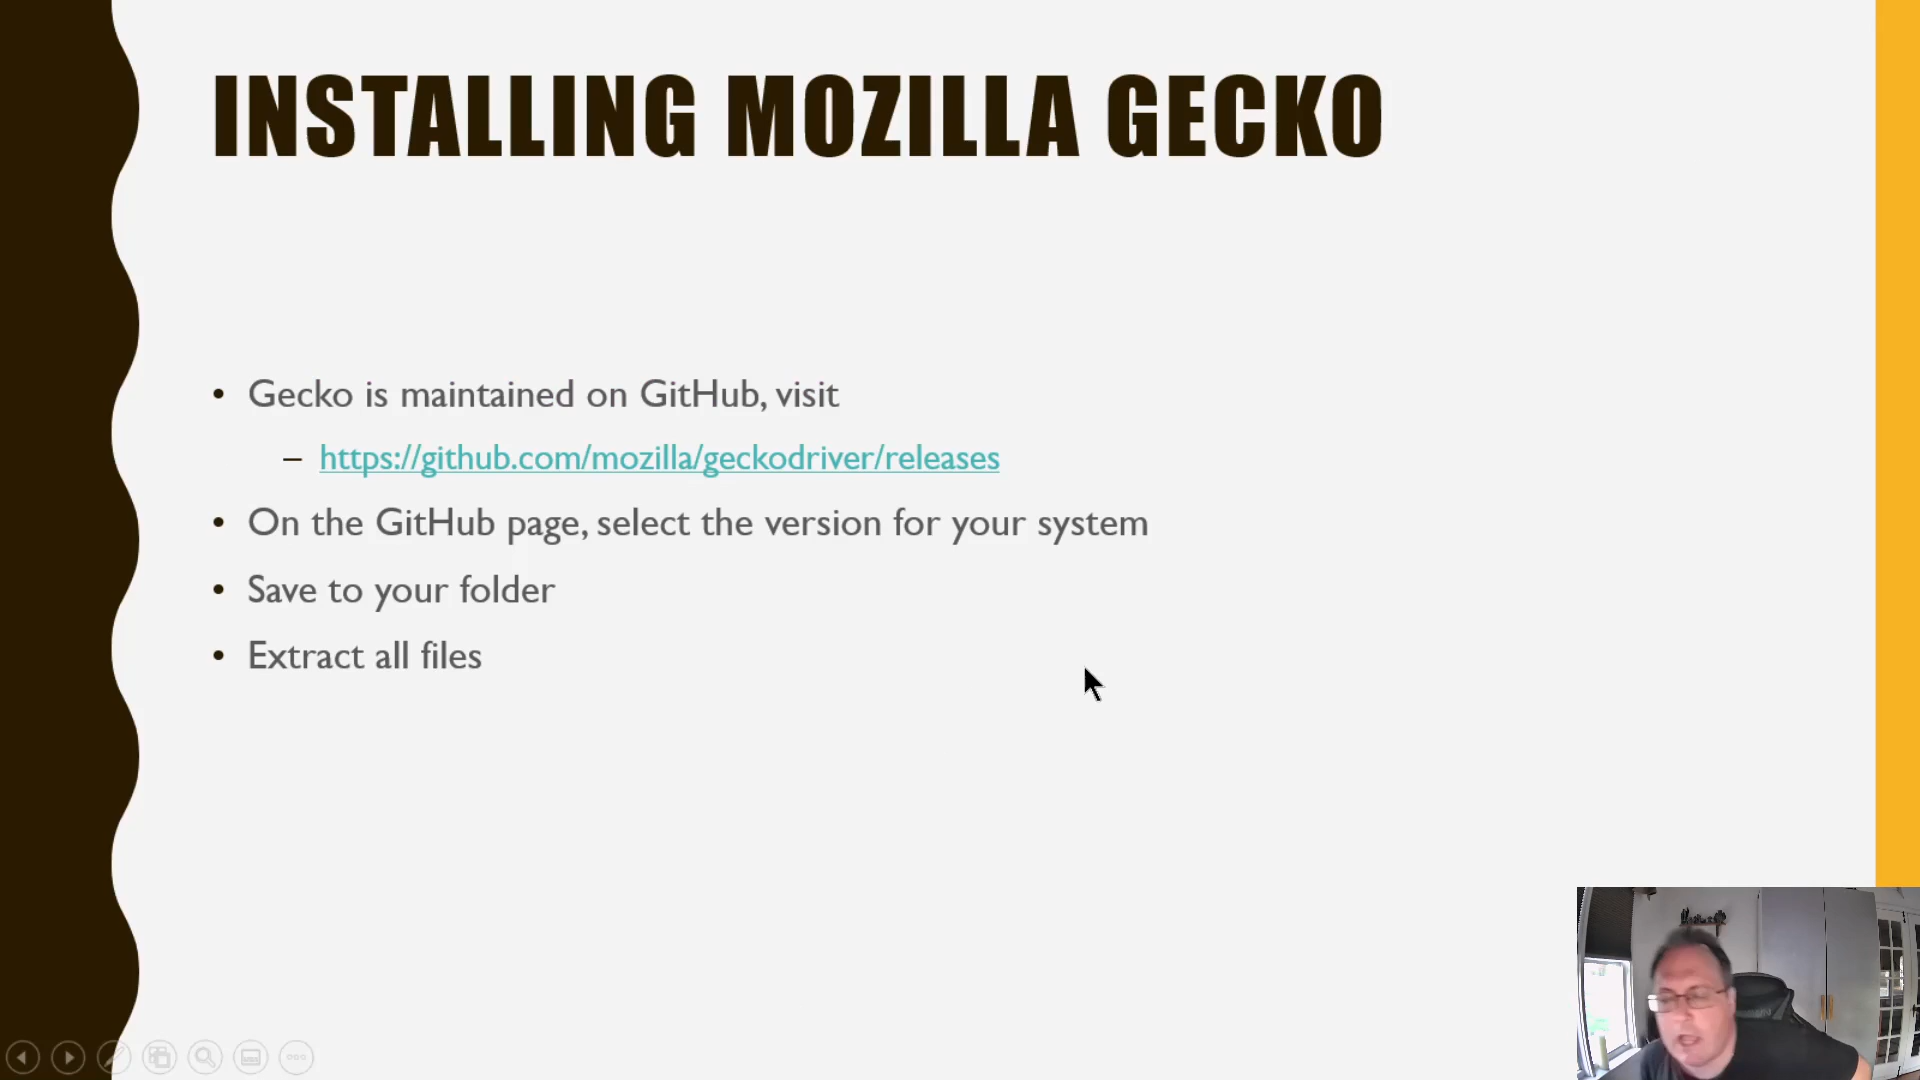 INSTALLING MOZILLA GECKO
• Gecko is maintained on GitHub, visit
– https://github.com/mozilla/geckodriver/releases
• On the GitHub page, select the version for your system
• Save to your folder
• Extract all files